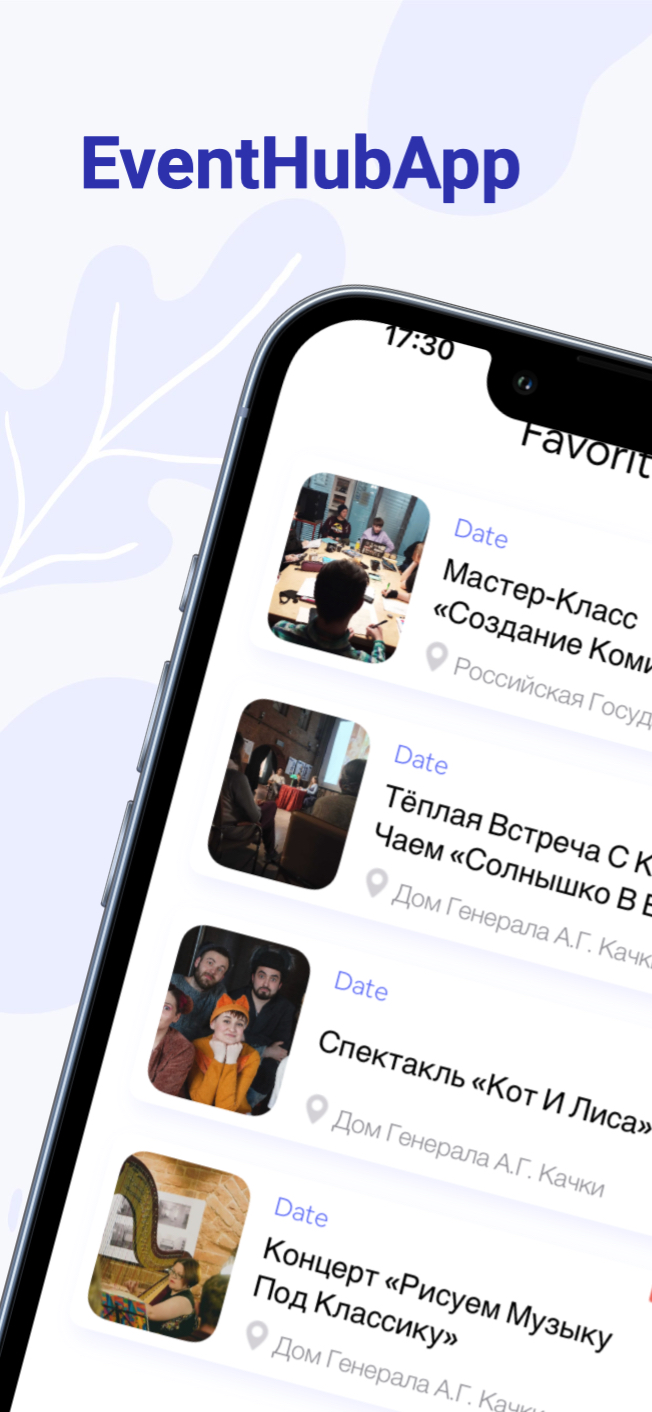 EventHubApp
17:30
Favorit
Date
Мастер-Класс
«Создание Коми
Российская Госуд
Date
Тёплая Встреча С К
Чаем «Солнышко В
Дом Генерала А.Г. Качк
Date
Спектакль «Кот И Лиса»
Дом Генерала А.Г. Качки
Date
Концерт «Рисуем Музыку
Под Классику»
Дом Генерала А.Г. Качки